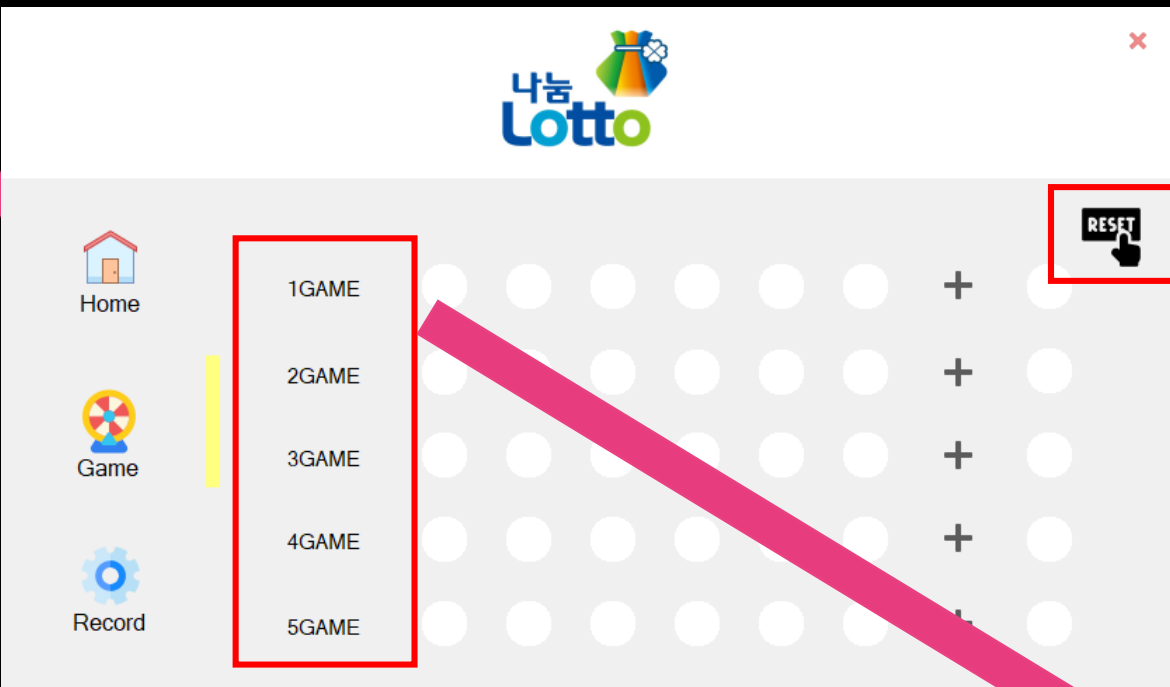 나눔
Lotto
RESET
Home
1GAME
+
2GAME
+
Game
3GAME
+
4GAME
+
Record
5GAME
+